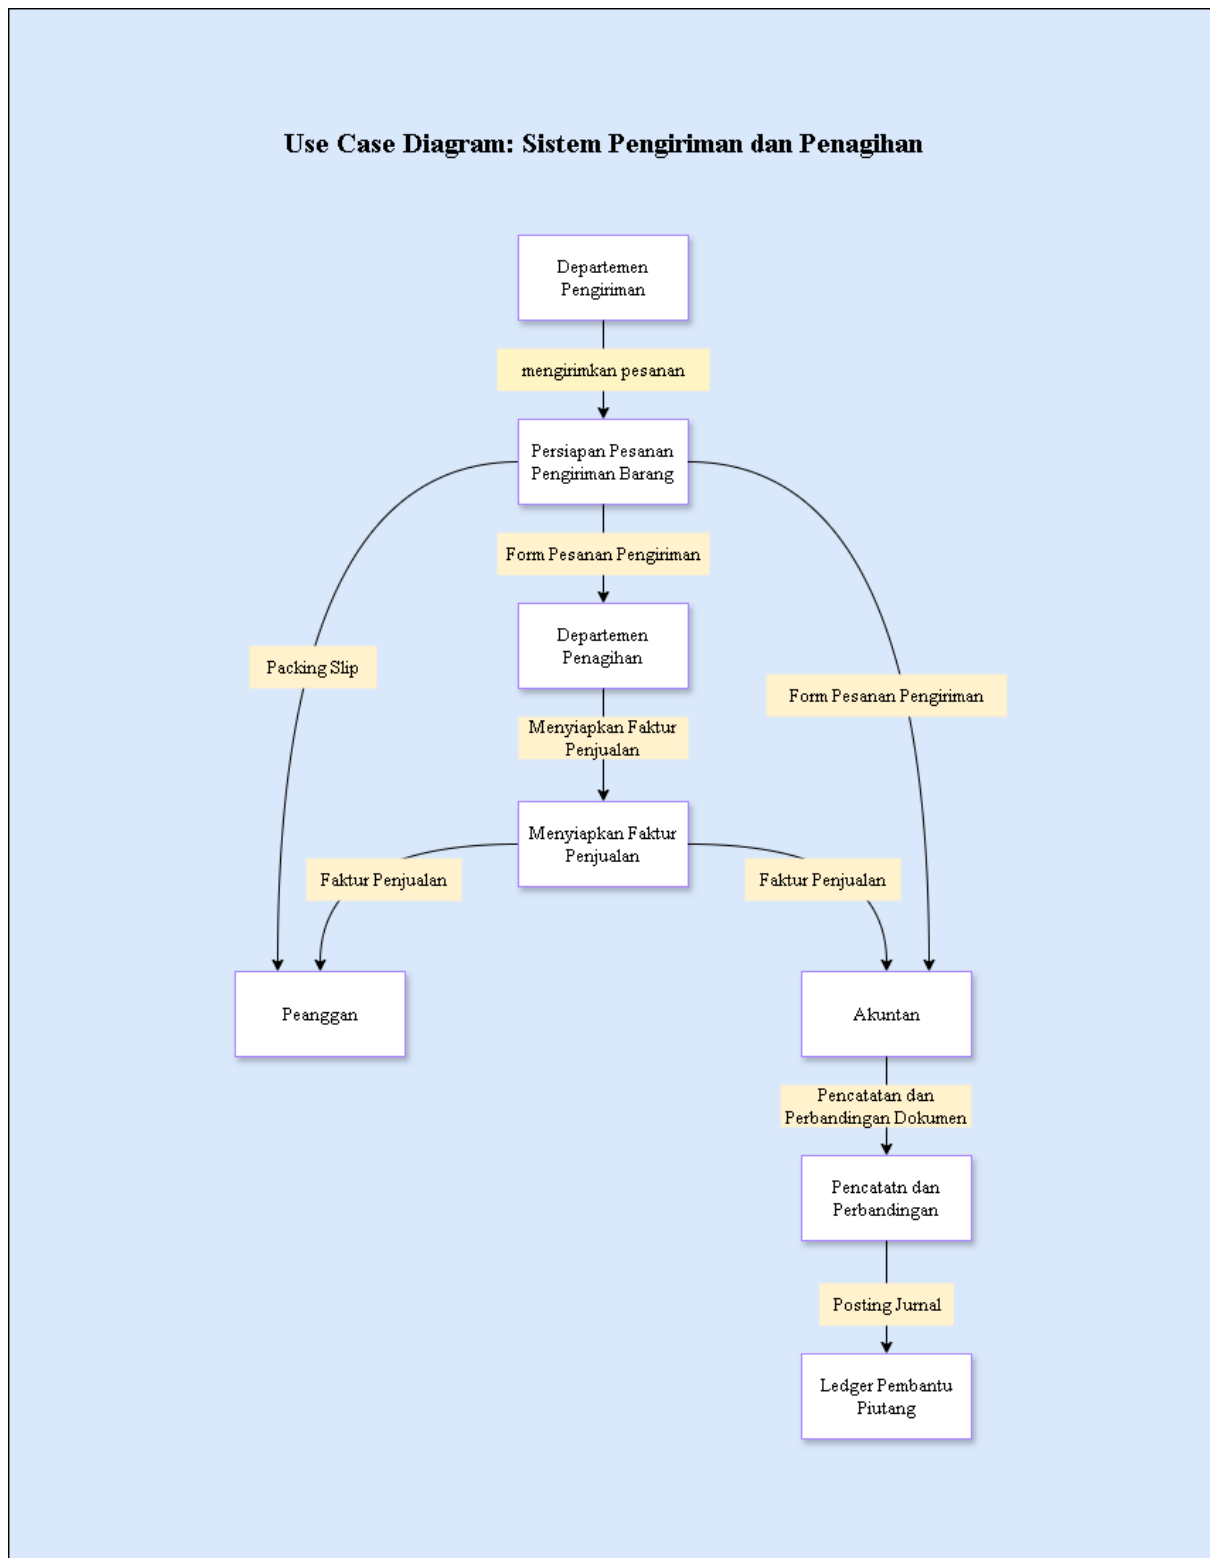 Use Case Diagram: Sistem Pengiriman dan Penagihan
Departemen
Pengiriman
mengirimkan pesanan
Persiapan Pesanan
Pengiriman Barang
Form Pesanan Pengiriman
Departemen
Penagihan
Packing Slip
Form Pesanan Pengiriman
Menyiapkan Faktur
Penjualan
Menyiapkan Faktur
Penjualan
Faktur Penjualan
Faktur Penjualan
Peanggan
Akuntan
Pencatatan dan
Perbandingan Dokumen
Pencatatn dan
Perbandingan
Posting Jurnal
Ledger Pembantu
Piutang